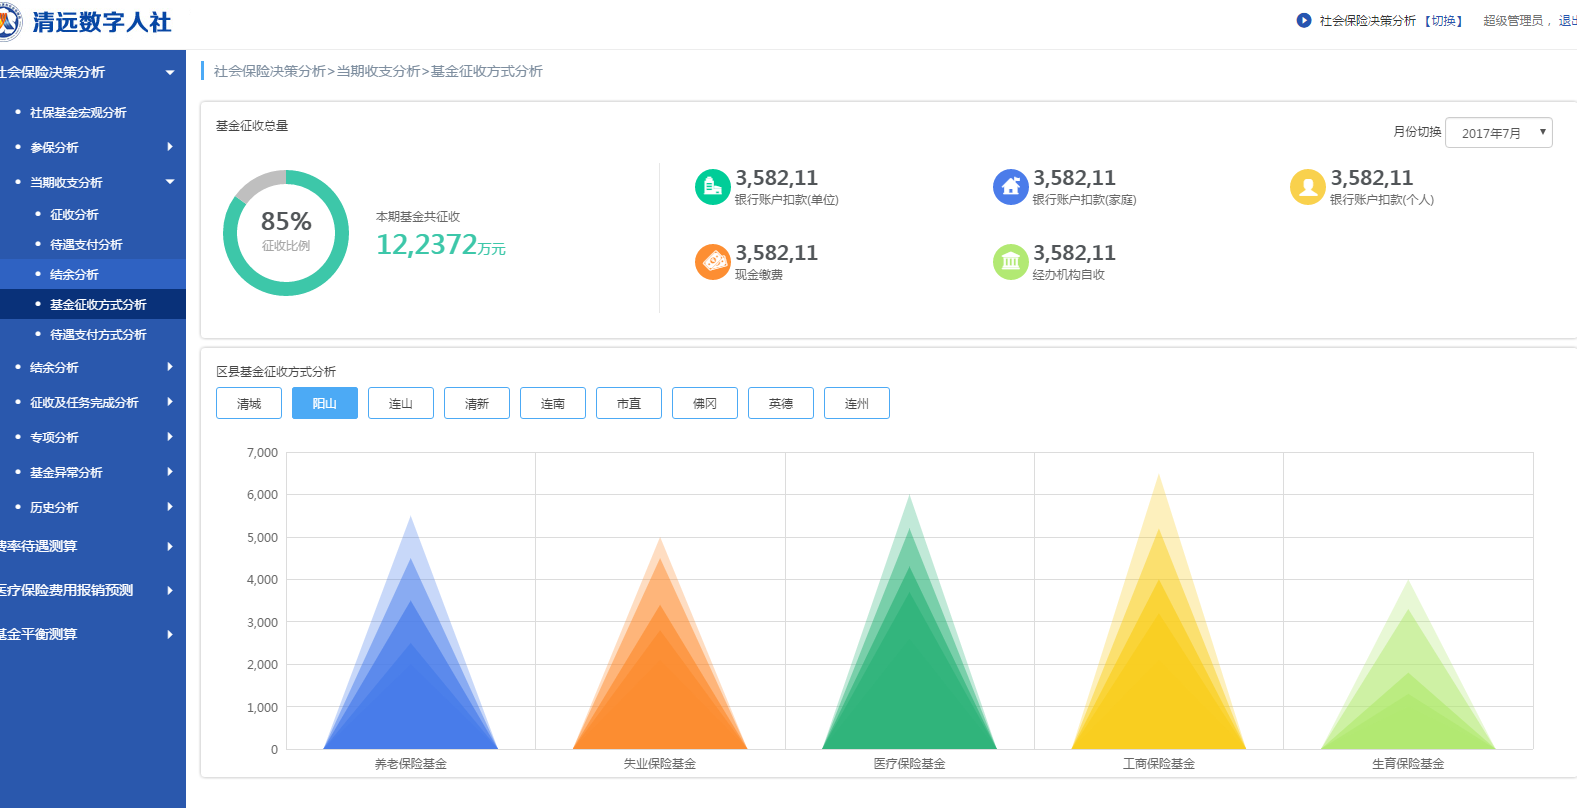 清远数字人社
社会保险决策分析 【切换】 超级管理员， 退出
社会保险决策分析
社保基金宏观分析
参保分析
当期收支分析
征收分析
待遇支付分析
结余分析
基金征收方式分析
待遇支付方式分析
结余分析
征收及任务完成分析
专项分析
基金异常分析
历史分析
费率待遇测算
医疗保险费用报销预测
基金平衡测算
社会保险决策分析>当期收支分析>基金征收方式分析
基金征收总量
月份切换 2017年7月
85%
征收比例
本期基金共征收
12,2372万元
3,582,11
银行账户扣款(单位)
3,582,11
银行账户扣款(家庭)
3,582,11
银行账户扣款(个人)
3,582,11
现金缴费
3,582,11
经办机构自收
区县基金征收方式分析
清城 阳山 连山 清新 连南 市直 佛冈 英德 连州
7,000
6,000
5,000
4,000
3,000
2,000
1,000
0
养老保险基金 失业保险基金 医疗保险基金 工商保险基金 生育保险基金